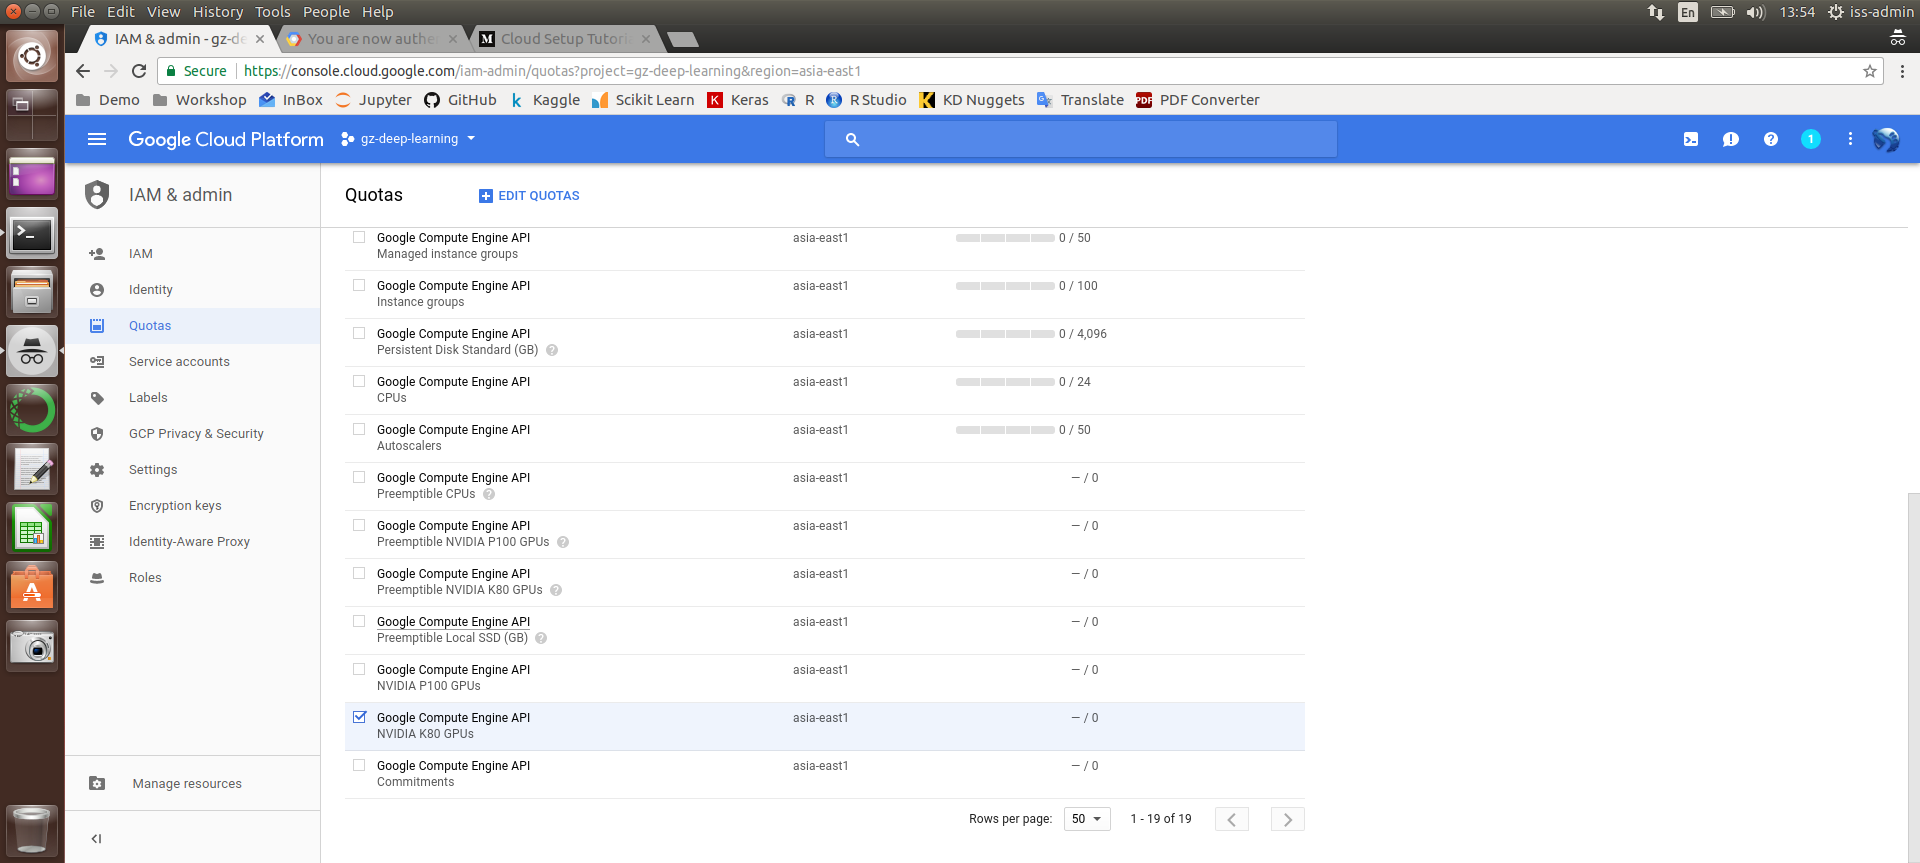 File Edit View History Tools People Help
En 13:54 iss-admin
IAM & admin - gz-de
You are now authen
M Cloud Setup Tutori
Secure https://console.cloud.google.com/iam-admin/quotas?project=gz-deep-learning&region=asia-east1
Demo Workshop InBox Jupyter GitHub k Kaggle Scikit Learn K Keras R R R RStudio K KD Nuggets Translate PDF PDF Converter
Google Cloud Platform gz-deep-learning ? 1
IAM & admin
IAM
Identity
Quotas
Service accounts
Labels
GCP Privacy & Security
Settings
Encryption keys
Identity-Aware Proxy
Roles
Manage resources
Quotas EDIT QUOTAS
Google Compute Engine API asia-east1 0 / 50
Managed instance groups
Google Compute Engine API asia-east1 0 / 100
Instance groups
Google Compute Engine API asia-east1 0 / 4,096
Persistent Disk Standard (GB) ?
Google Compute Engine API asia-east1 0 / 24
CPUs
Google Compute Engine API asia-east1 0 / 50
Autoscalers
Google Compute Engine API asia-east1 — / 0
Preemptible CPUs ?
Google Compute Engine API asia-east1 — / 0
Preemptible NVIDIA P100 GPUs ?
Google Compute Engine API asia-east1 — / 0
Preemptible NVIDIA K80 GPUs ?
Google Compute Engine API asia-east1 — / 0
Preemptible Local SSD (GB) ?
Google Compute Engine API asia-east1 — / 0
NVIDIA P100 GPUs
Google Compute Engine API asia-east1 — / 0
NVIDIA K80 GPUs
Google Compute Engine API asia-east1 — / 0
Commitments
Rows per page: 50 1 - 19 of 19